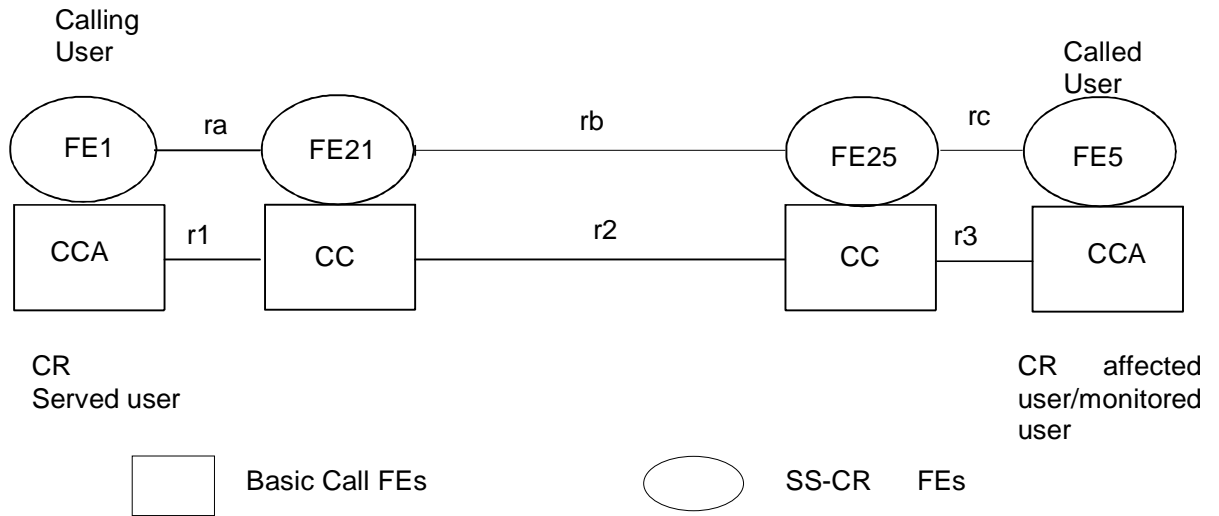 Calling
User
Called
User
ra
rb
rc
FE1
FE21
FE25
FE5
r1
r2
r3
CCA
CC
CC
CCA
CR
Served user
CR affected
user/monitored
user
Basic Call FEs
SS-CR FEs